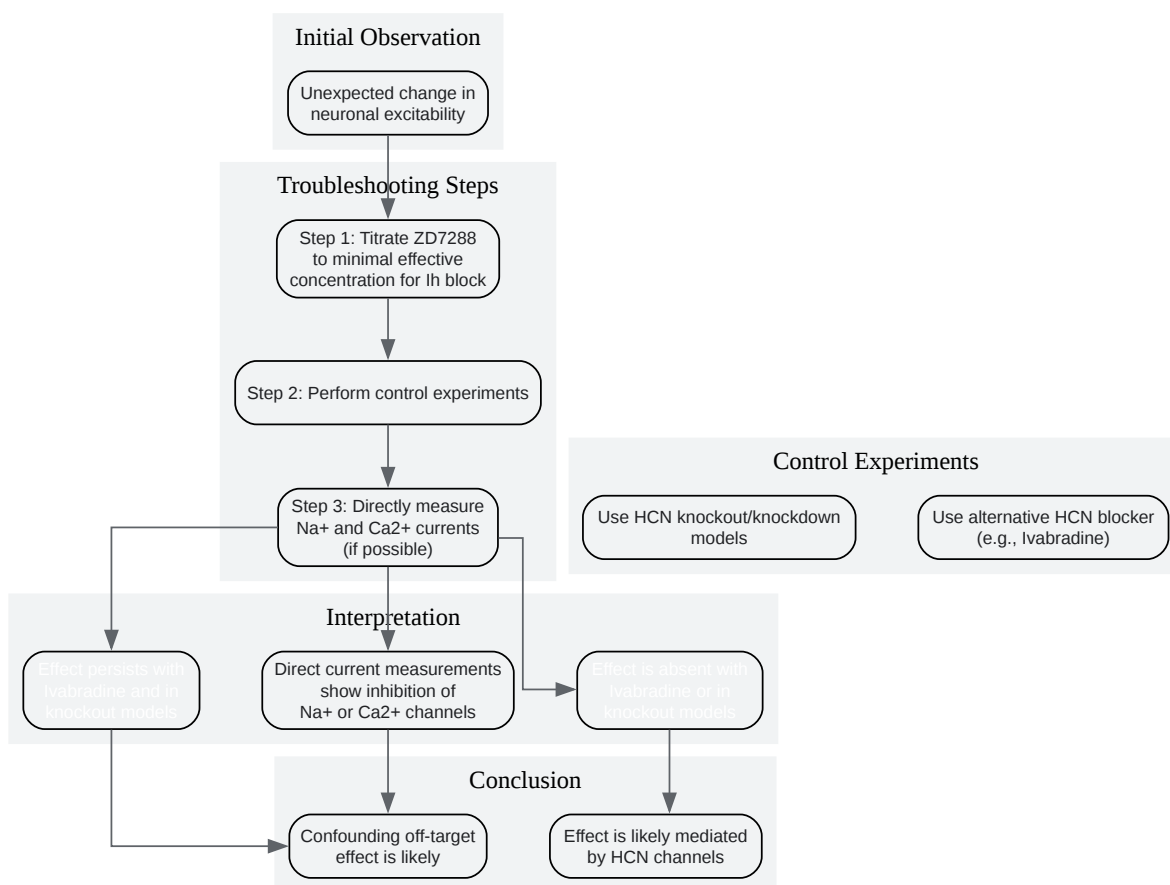 Initial Observation
Unexpected change in
neuronal excitability
Troubleshooting Steps
Step 1: Titrate ZD7288
to minimal effective
concentration for Ih block
Step 2: Perform control experiments
Step 3: Directly measure
Na+ and Ca2+ currents
(if possible)
Control Experiments
Use HCN knockout/knockdown
models
Use alternative HCN blocker
(e.g., Ivabradine)
Interpretation
Effect persists with
Ivabradine and in
knockout models
Direct current measurements
show inhibition of
Na+ or Ca2+ channels
Effect is absent with
Ivabradine or in
knockout models
Conclusion
Confounding off-target
effect is likely
Effect is likely mediated
by HCN channels